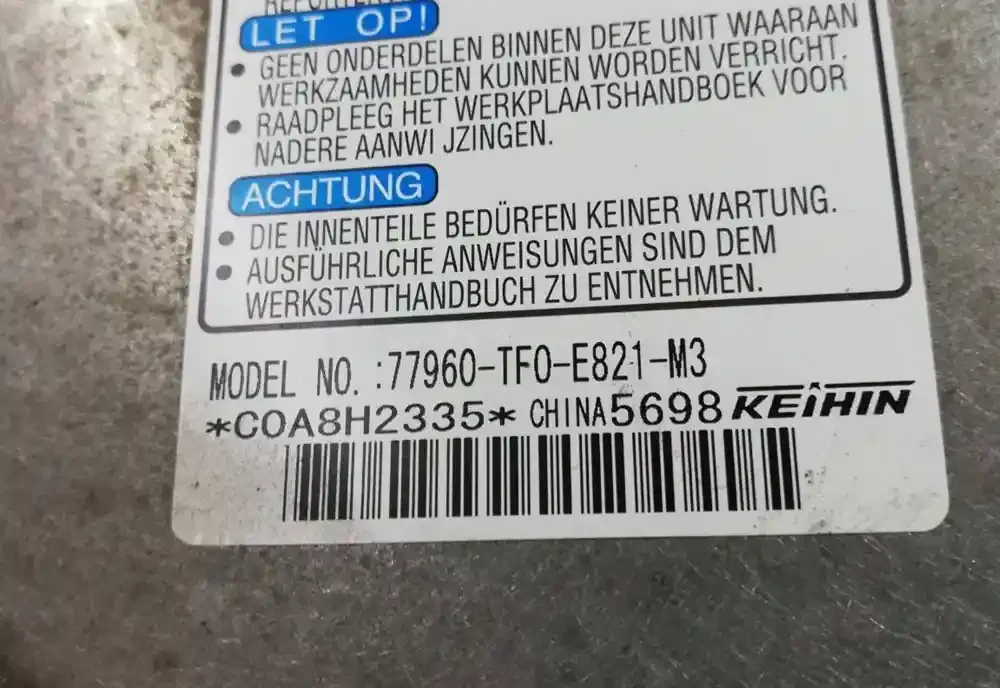 LET OP!
• GEEN ONDERDELEN BINNEN DEZE UNIT WAARAAN
WERKZAAMHEDEN KUNNEN WORDEN VERRICHT.
• RAADPLEEG HET WERKPLAATSHANDBOEK VOOR
NADERE AANWI JZINGEN.
ACHTUNG
• DIE INNENTEILE BEDÜRFEN KEINER WARTUNG.
• AUSFÜHRLICHE ANWEISUNGEN SIND DEM
WERKSTATTHANDBUCH ZU ENTNEHMEN.
MODEL NO. :77960-TF0-E821-M3
*C0A8H2335* CHINA5698 KEIHIN